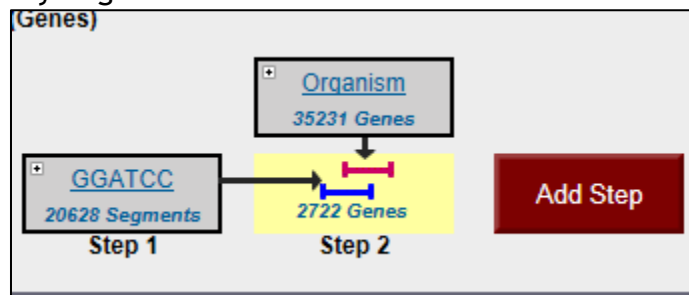 (Genes)
Organism
35231 Genes
GGATCC
20628 Segments
Step 1
2722 Genes
Step 2
Add Step